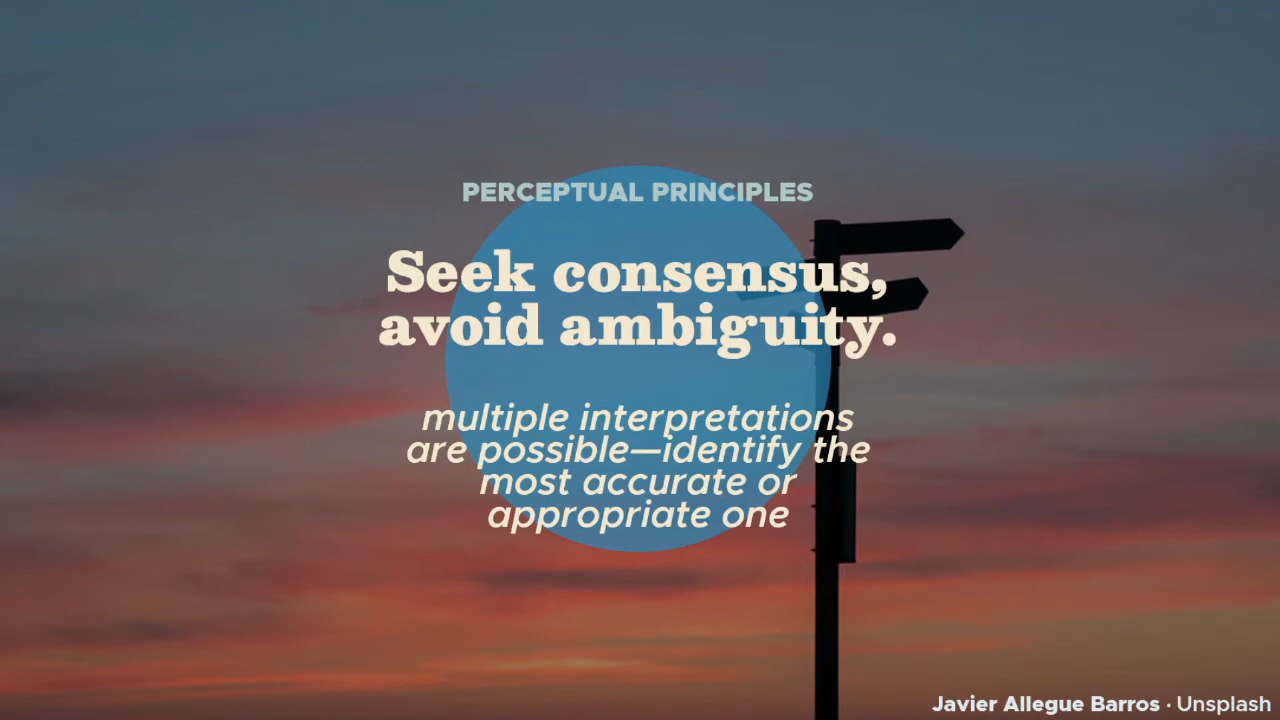 PERCEPTUAL PRINCIPLES
Seek consensus,
avoid ambiguity.
multiple interpretations
are possible—identify the
most accurate or
appropriate one
Javier Allegue Barros · Unsplash